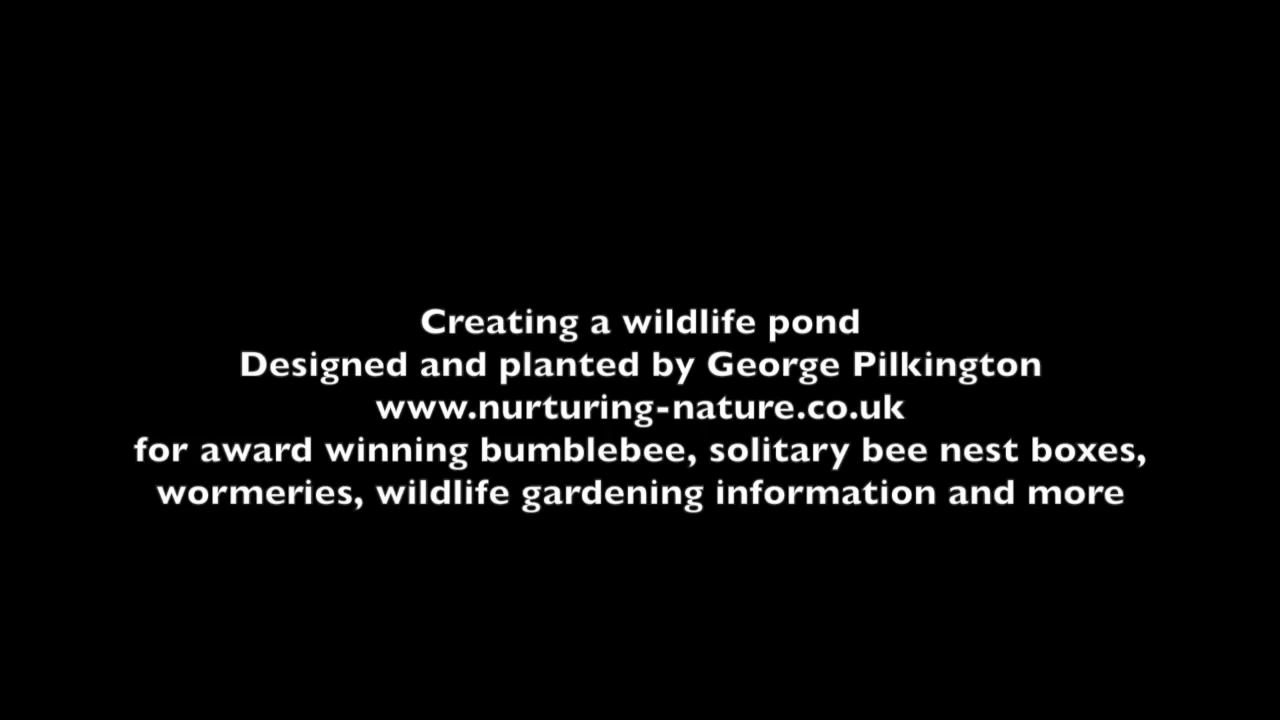 Creating a wildlife pond
Designed and planted by George Pilkington
www.nurturing-nature.co.uk
for award winning bumblebee, solitary bee nest boxes,
wormeries, wildlife gardening information and more